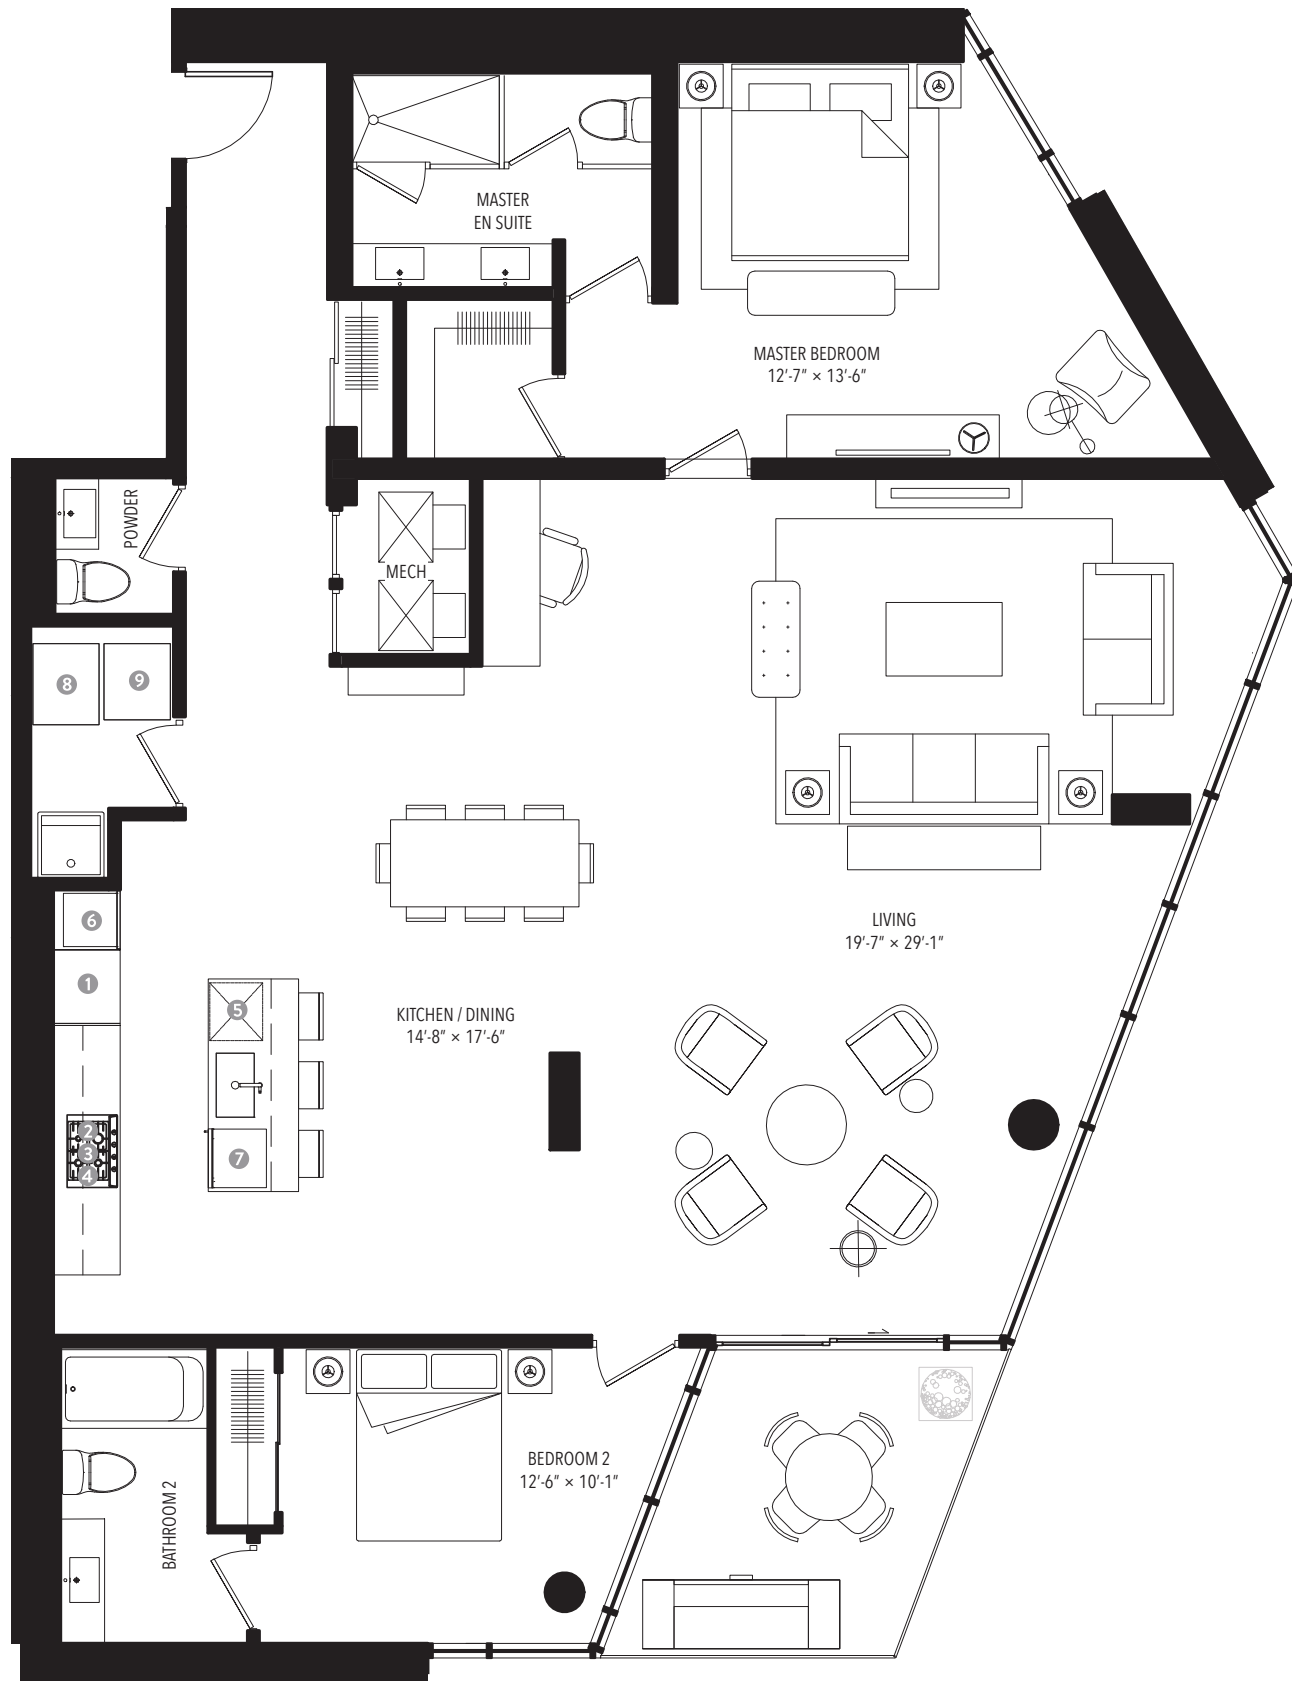 MASTER
EN SUITE
MASTER BEDROOM
12'-7" × 13'-6"
POWDER
MECH
8
9
6
1
LIVING
19'-7" × 29'-1"
5
KITCHEN / DINING
14'-8" × 17'-6"
2
3
4
7
BEDROOM 2
12'-6" × 10'-1"
BATHROOM 2